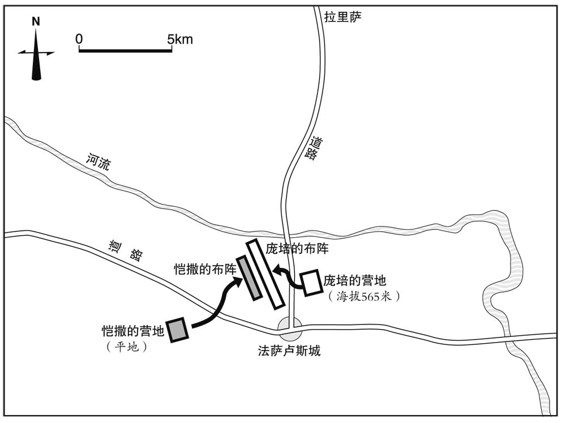 拉里萨
N
0 5km
道路
河流
庞培的布阵
道路
恺撒的布阵
庞培的营地
（海拔565米）
恺撒的营地
（平地）
法萨卢斯城